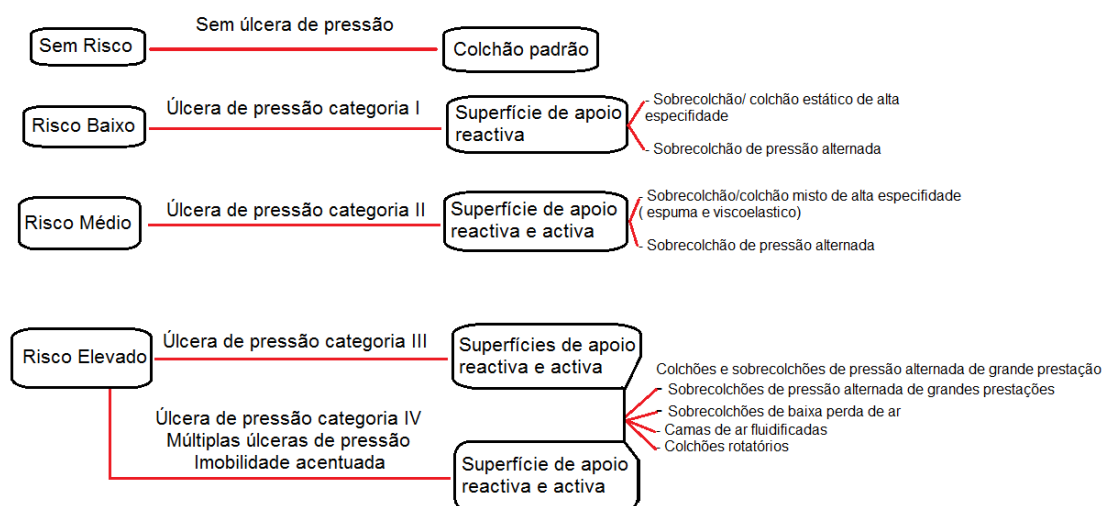 Sem Risco
Sem úlcera de pressão
Colchão padrão
Risco Baixo
Úlcera de pressão categoria I
Superfície de apoio
reactiva
- Sobrecolchão/ colchão estático de alta
especifidade
- Sobrecolchão de pressão alternada
Risco Médio
Úlcera de pressão categoria II
Superfície de apoio
reactiva e activa
- Sobrecolchão/colchão misto de alta especifidade
( espuma e viscoelastico)
- Sobrecolchão de pressão alternada
Risco Elevado
Úlcera de pressão categoria III
Superfícies de apoio
reactiva e activa
Úlcera de pressão categoria IV
Múltiplas úlceras de pressão
Imobilidade acentuada
Superfície de apoio
reactiva e activa
Colchões e sobrecolchões de pressão alternada de grande prestação
- Sobrecolchões de pressão alternada de grandes prestações
- Sobrecolchões de baixa perda de ar
- Camas de ar fluidificadas
- Colchões rotatórios